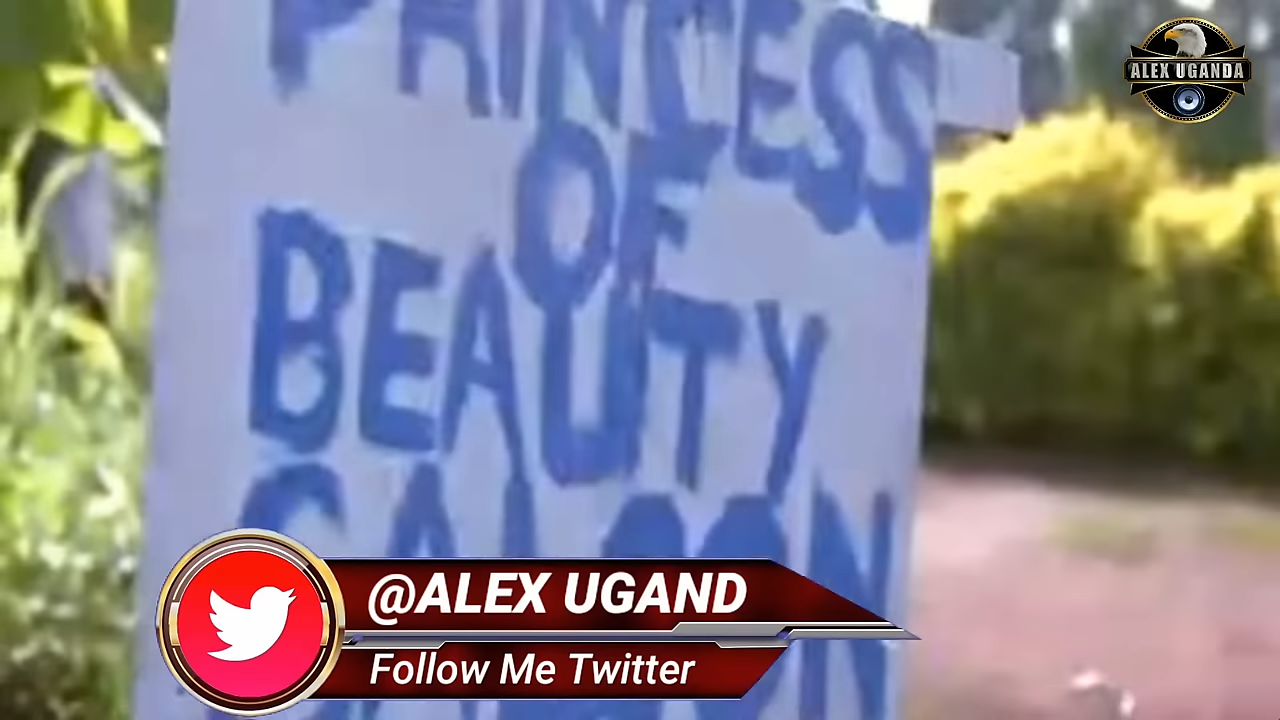 PRINCESS
OF
BEAUTY
SALOON
ALEX UGANDA
@ALEX UGAND
Follow Me Twitter